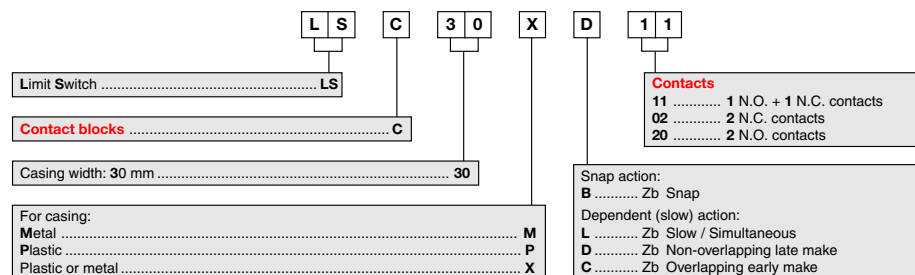 L S C 3 0 X D 1 1
Limit Switch ........................................................ LS
Contact blocks ................................................................. C
Casing width: 30 mm ......................................................................... 30
For casing:
Metal ............................................................................................................... M
Plastic .............................................................................................................. P
Plastic or metal ................................................................................................ X
Contacts
11 ............ 1 N.O. + 1 N.C. contacts
02 ............ 2 N.C. contacts
20 ............ 2 N.O. contacts
Snap action:
B ........... Zb Snap
Dependent (slow) action:
L ........... Zb Slow / Simultaneous
D ........... Zb Non-overlapping late make
C ........... Zb Overlapping early make